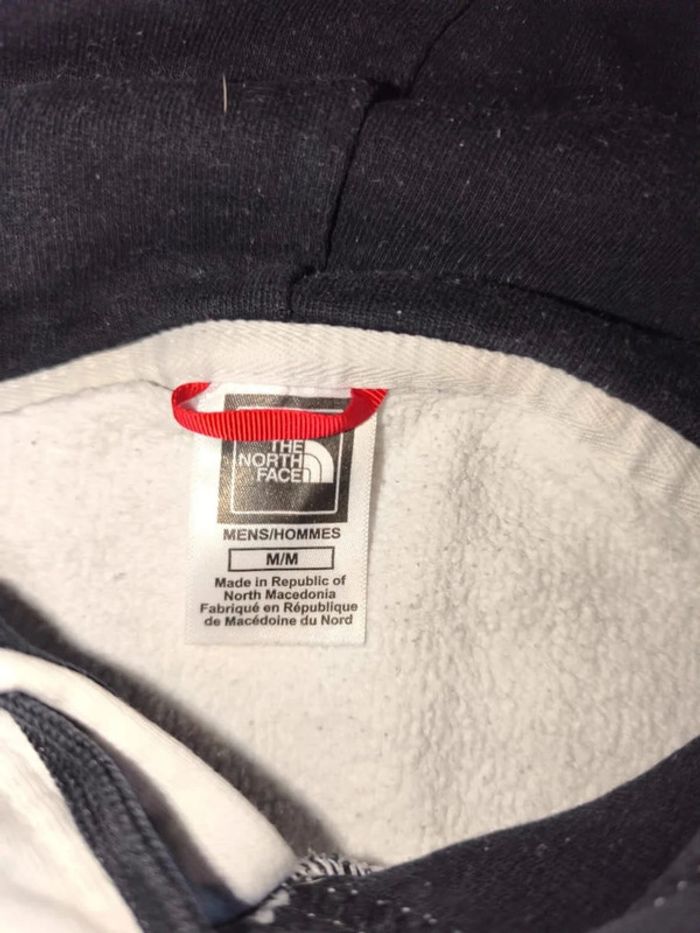 THE
NORTH
FACE
MENS/HOMMES
M/M
Made in Republic of
North Macedonia
Fabriqué en République
de Macédoine du Nord